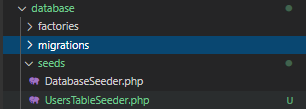 database
factories
migrations
seeds
DatabaseSeeder.php
UsersTableSeeder.php U